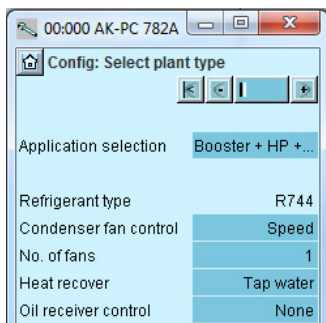 00:000 AK-PC 782A
Config: Select plant type
Application selection Booster + HP +...
Refrigerant type R744
Condenser fan control Speed
No. of fans 1
Heat recover Tap water
Oil receiver control None